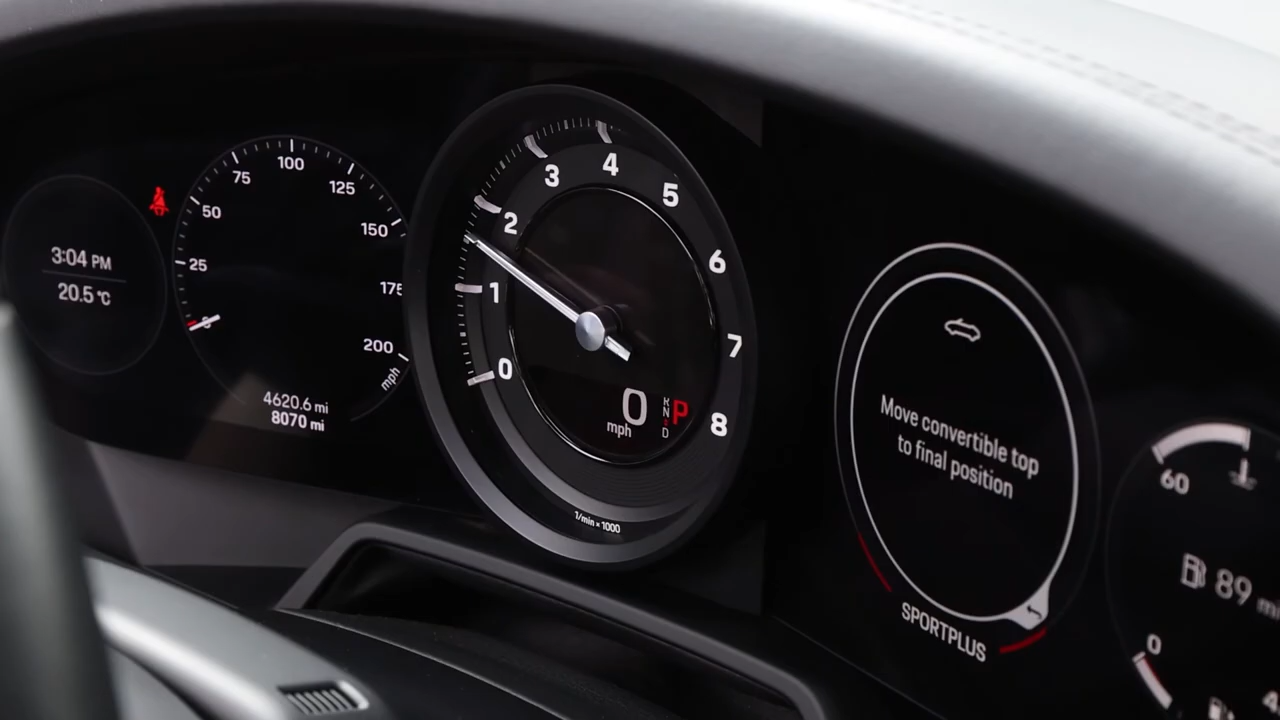 3:04 PM
20.5 °C
100
75
125
50
150
25
175
200
mph
4620.6 mi
8070 mi
4
3
5
2
6
1
7
0
8
0
mph
R
N
D
P
1/min x 1000
Move convertible top
to final position
SPORTPLUS
60
89
0